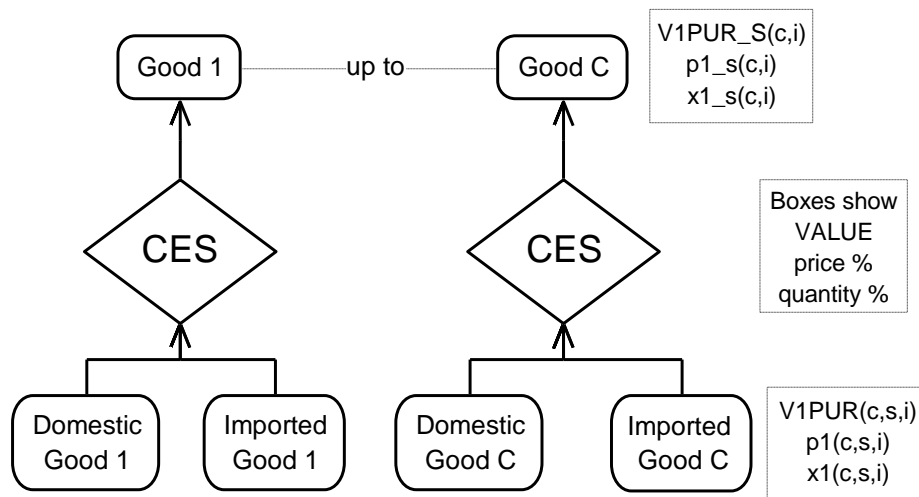 Good 1
up to
Good C
V1PUR_S(c,i)
p1_s(c,i)
x1_s(c,i)
CES
CES
Boxes show
VALUE
price %
quantity %
Domestic
Good 1
Imported
Good 1
Domestic
Good C
Imported
Good C
V1PUR(c,s,i)
p1(c,s,i)
x1(c,s,i)